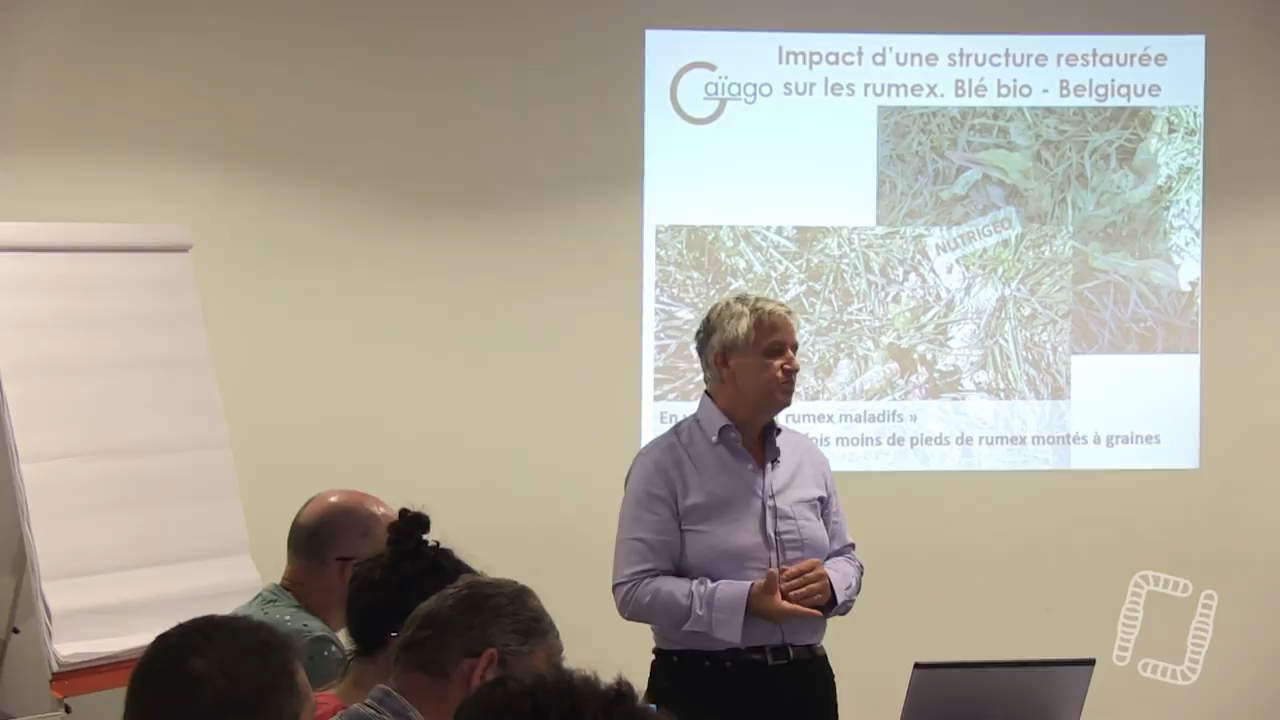 Impact d'une structure restaurée
Gaïago sur les rumex. Blé bio - Belgique
NUTRIGEO
En rumex maladifs »
moins de pieds de rumex montés à graines